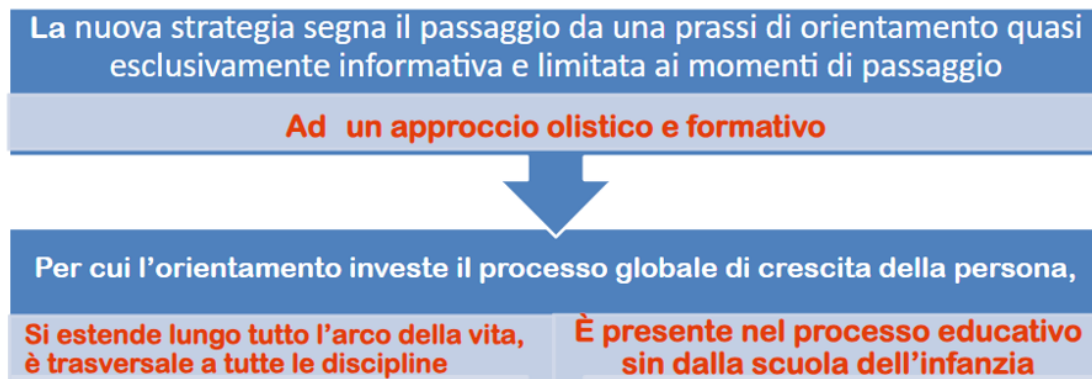 La nuova strategia segna il passaggio da una prassi di orientamento quasi
esclusivamente informativa e limitata ai momenti di passaggio
Ad un approccio olistico e formativo
Per cui l’orientamento investe il processo globale di crescita della persona,
Si estende lungo tutto l’arco della vita,
è trasversale a tutte le discipline
È presente nel processo educativo
sin dalla scuola dell’infanzia